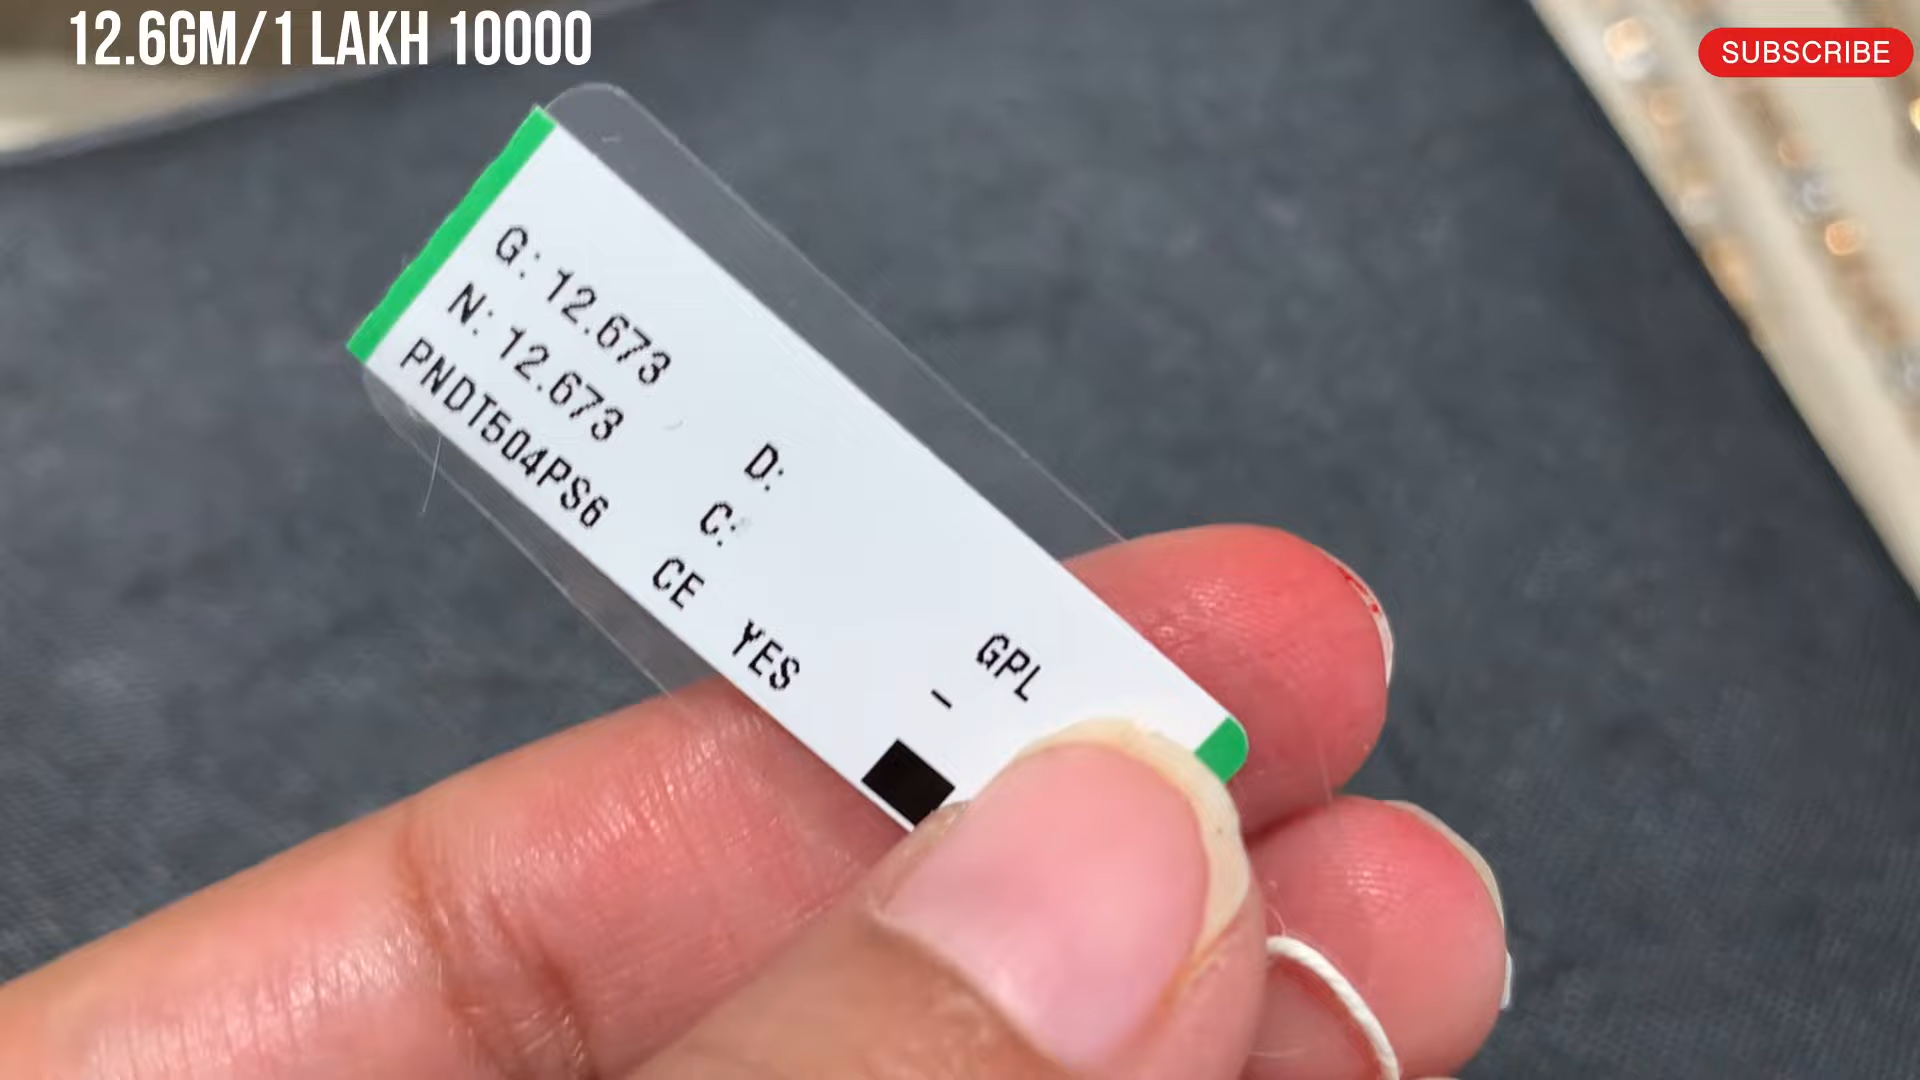 12.6GM/1 LAKH 10000
SUBSCRIBE
G: 12.673
N: 12.673 D:
PNDT504PS6 C:
CE YES
GPL
-